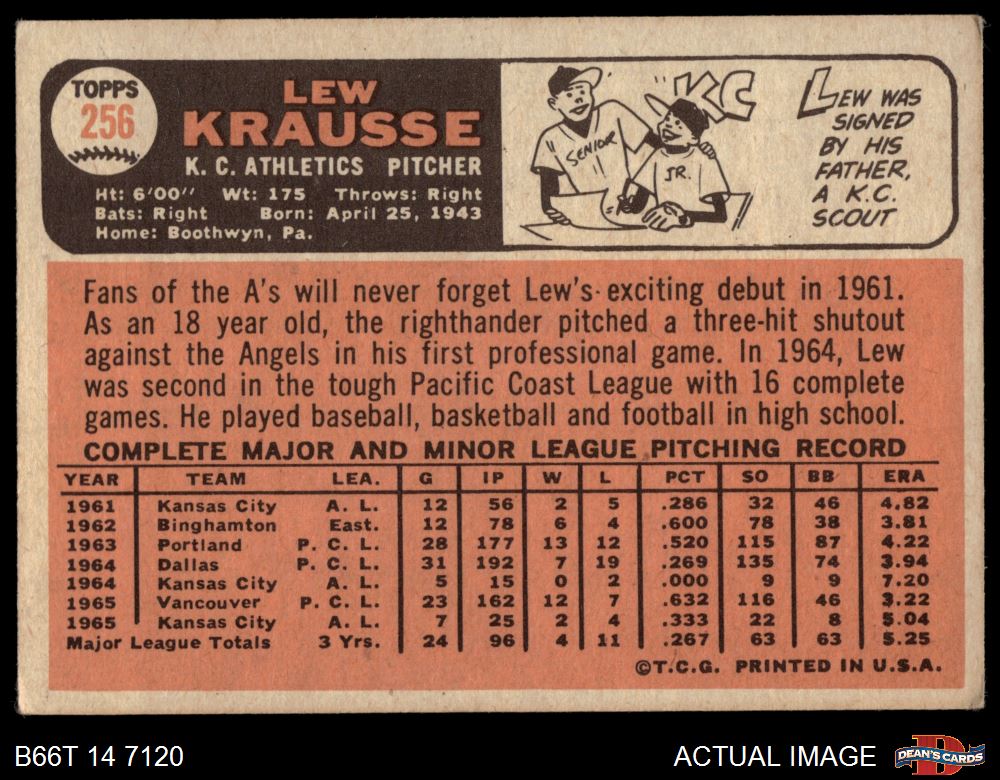 TOPPS
256
LEW
KRAUSSE
K. C. ATHLETICS PITCHER
Ht: 6'00'' Wt: 175 Throws: Right
Bats: Right Born: April 25, 1943
Home: Boothwyn, Pa.
SENIOR
JR.
KC
LEW WAS
SIGNED
BY HIS
FATHER,
A K.C.
SCOUT
Fans of the A's will never forget Lew's exciting debut in 1961.
As an 18 year old, the righthander pitched a three-hit shutout
against the Angels in his first professional game. In 1964, Lew
was second in the tough Pacific Coast League with 16 complete
games. He played baseball, basketball and football in high school.
COMPLETE MAJOR AND MINOR LEAGUE PITCHING RECORD
YEAR TEAM LEA. G IP W L PCT SO BB ERA
1961 Kansas City A. L. 12 56 2 5 .286 32 46 4.82
1962 Binghamton East. 12 78 6 4 .600 78 38 3.81
1963 Portland P. C. L. 28 177 13 12 .520 115 87 4.22
1964 Dallas P. C. L. 31 192 7 19 .269 135 74 3.94
1964 Kansas City A. L. 5 15 0 2 .000 9 9 7.20
1965 Vancouver P. C. L. 23 162 12 7 .632 116 46 3.22
1965 Kansas City A. L. 7 25 2 4 .333 22 8 5.04
Major League Totals 3 Yrs. 24 96 4 11 .267 63 63 5.25
©T.C.G. PRINTED IN U.S.A.
B66T 14 7120
ACTUAL IMAGE
DEAN'S CARDS